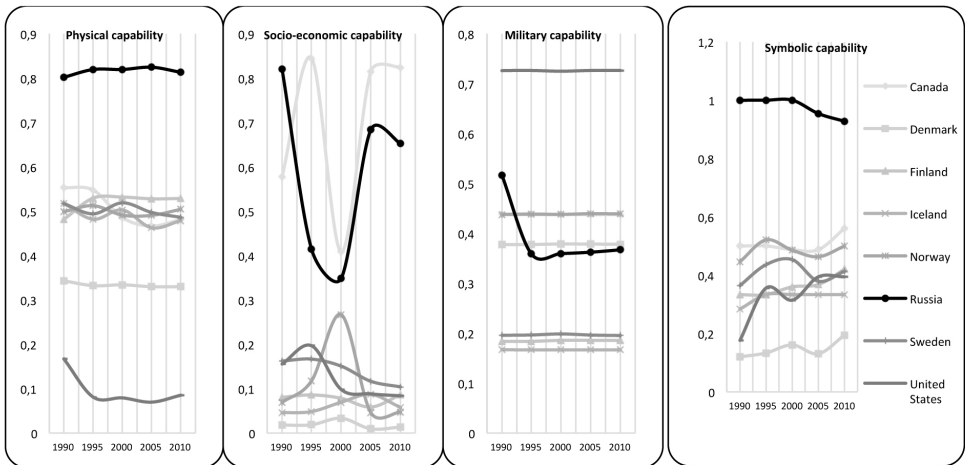 Physical capability
0,9
0,8
0,7
0,6
0,5
0,4
0,3
0,2
0,1
0
1990 1995 2000 2005 2010
Socio-economic capability
0,9
0,8
0,7
0,6
0,5
0,4
0,3
0,2
0,1
0
1990 1995 2000 2005 2010
Military capability
0,8
0,7
0,6
0,5
0,4
0,3
0,2
0,1
0
1990 1995 2000 2005 2010
Symbolic capability
1,2
1
0,8
0,6
0,4
0,2
0
1990 1995 2000 2005 2010
Canada
Denmark
Finland
Iceland
Norway
Russia
Sweden
United
States